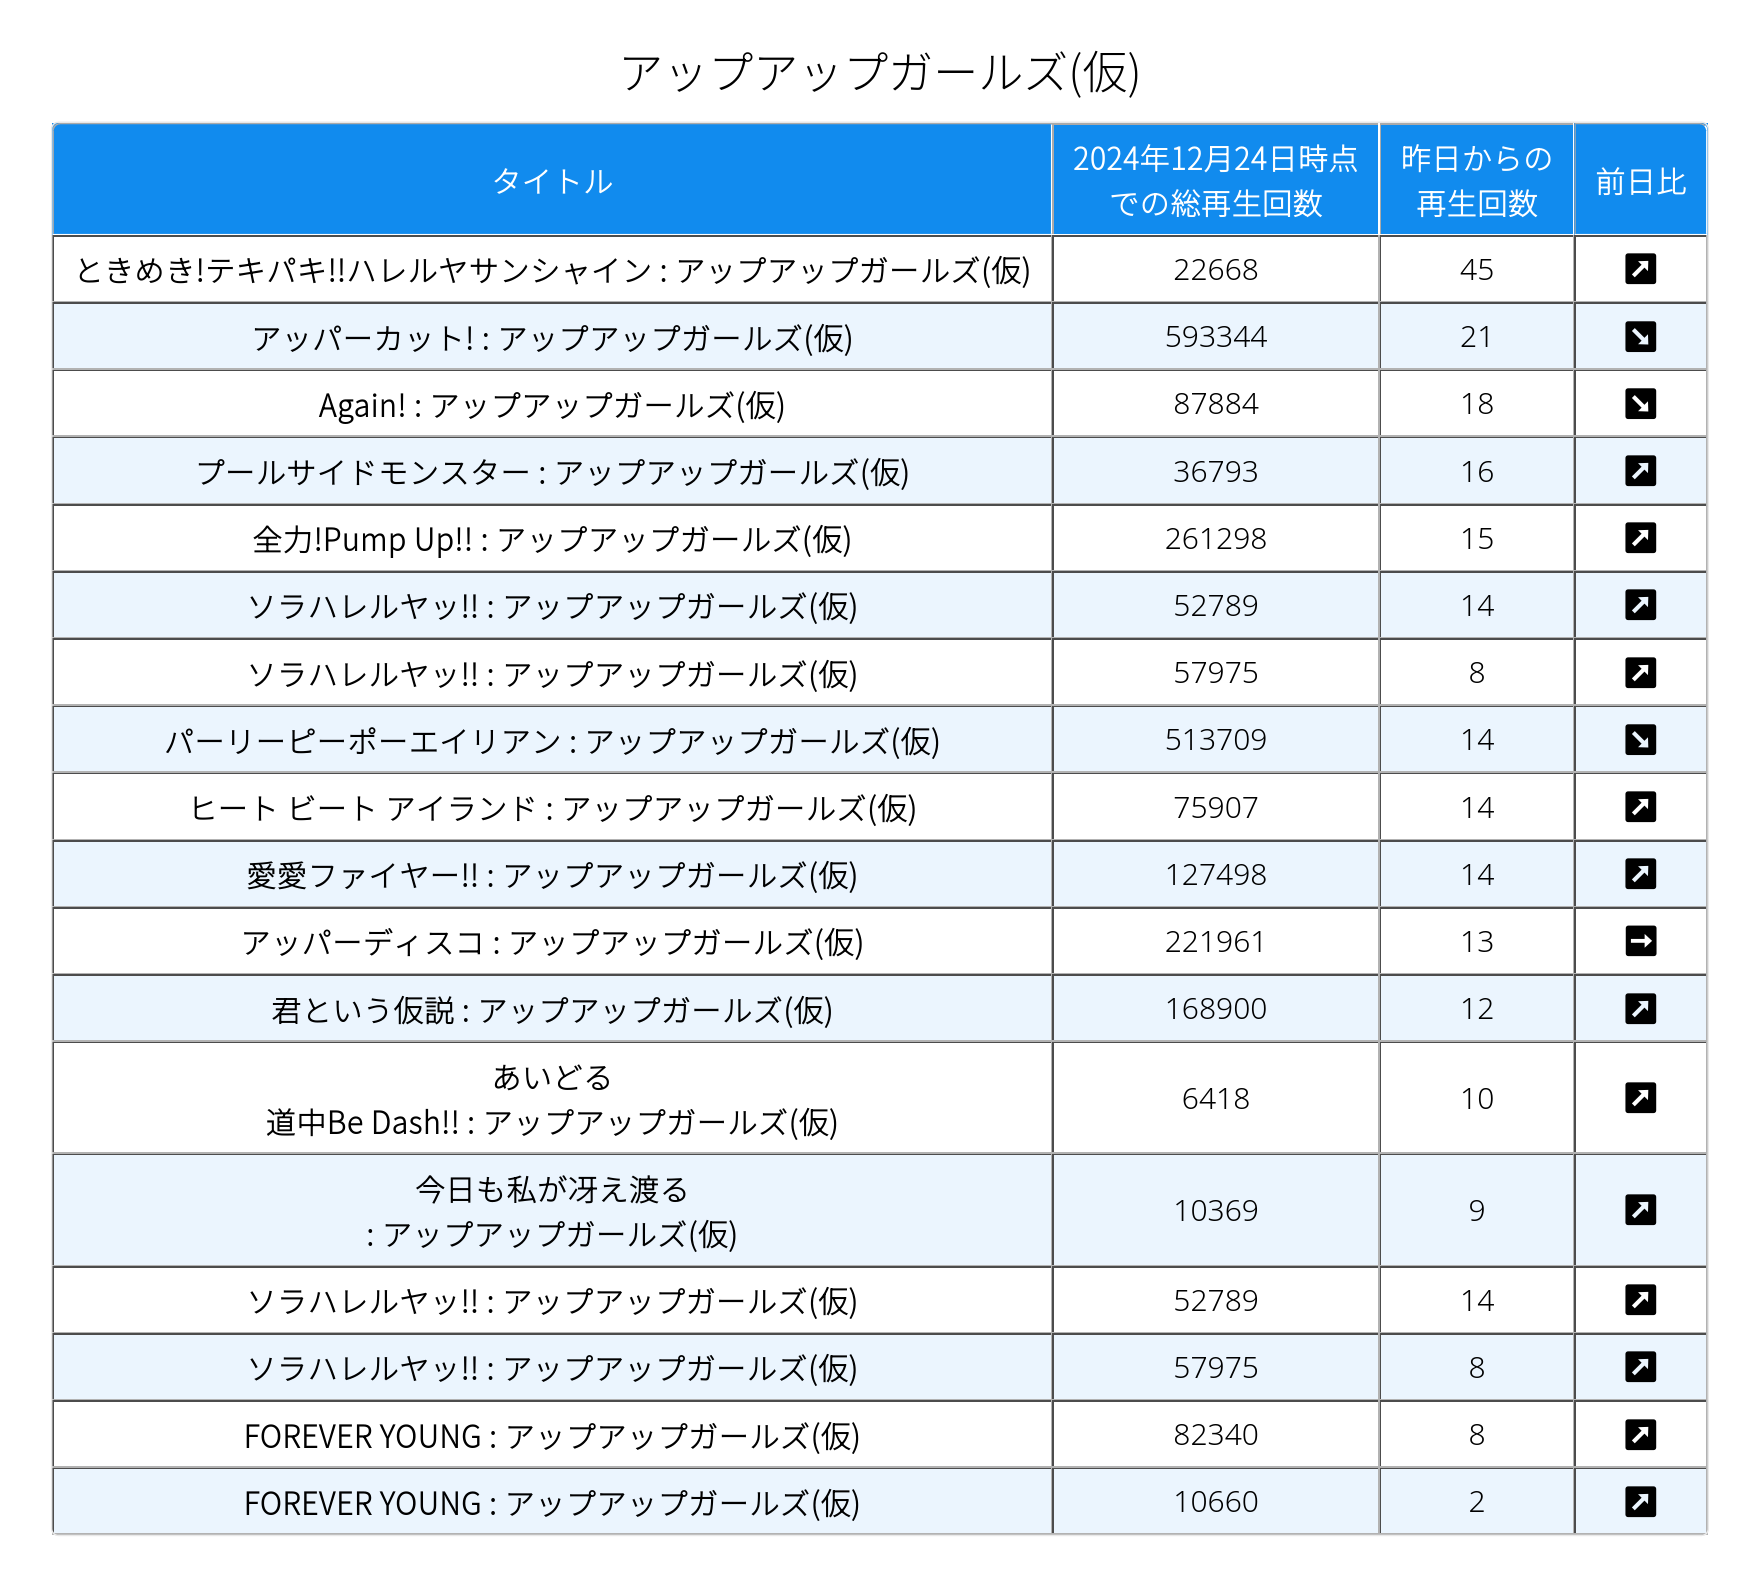 アップアップガールズ(仮)
タイトル
2024年12月24日時点
での総再生回数
昨日からの
再生回数
前日比
ときめき!テキパキ!!ハレルヤサンシャイン : アップアップガールズ(仮) 22668 45
アッパーカット! : アップアップガールズ(仮) 593344 21
Again! : アップアップガールズ(仮) 87884 18
プールサイドモンスター : アップアップガールズ(仮) 36793 16
全力!Pump Up!! : アップアップガールズ(仮) 261298 15
ソラハレルヤッ!! : アップアップガールズ(仮) 52789 14
ソラハレルヤッ!! : アップアップガールズ(仮) 57975 8
パーリーピーポーエイリアン : アップアップガールズ(仮) 513709 14
ヒート ビート アイランド : アップアップガールズ(仮) 75907 14
愛愛ファイヤー!! : アップアップガールズ(仮) 127498 14
アッパーディスコ : アップアップガールズ(仮) 221961 13
君という仮説 : アップアップガールズ(仮) 168900 12
あいどる
道中Be Dash!! : アップアップガールズ(仮) 6418 10
今日も私が冴え渡る
: アップアップガールズ(仮) 10369 9
ソラハレルヤッ!! : アップアップガールズ(仮) 52789 14
ソラハレルヤッ!! : アップアップガールズ(仮) 57975 8
FOREVER YOUNG : アップアップガールズ(仮) 82340 8
FOREVER YOUNG : アップアップガールズ(仮) 10660 2